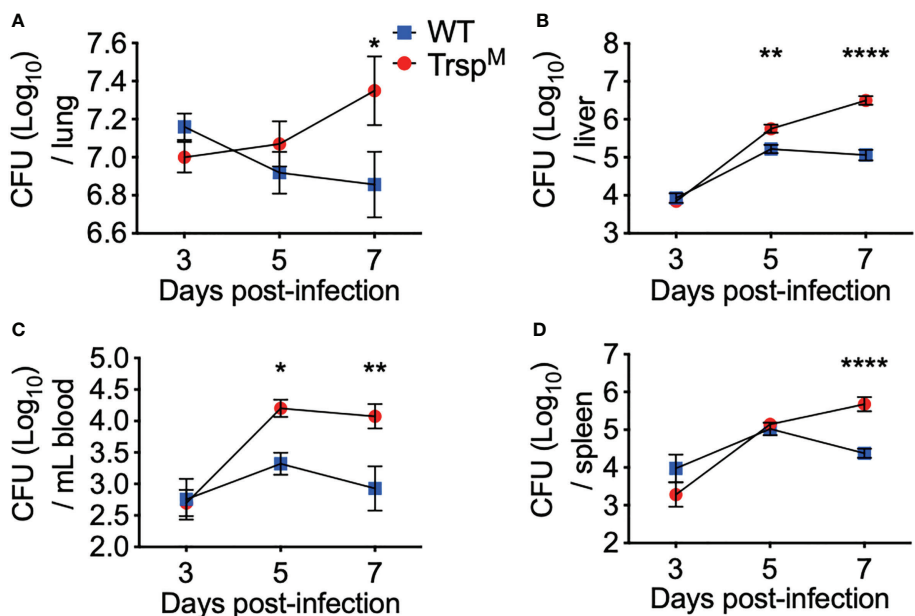 A
CFU (Log10)
/ lung
7.6
7.4
7.2
7.0
6.8
6.6
*
WT
TrspM
3 5 7
Days post-infection
B
CFU (Log10)
/ liver
8
7
6
5
4
3
** ****
3 5 7
Days post-infection
C
CFU (Log10)
/ mL blood
5.0
4.5
4.0
3.5
3.0
2.5
2.0
* **
3 5 7
Days post-infection
D
CFU (Log10)
/ spleen
7
6
5
4
3
2
****
3 5 7
Days post-infection